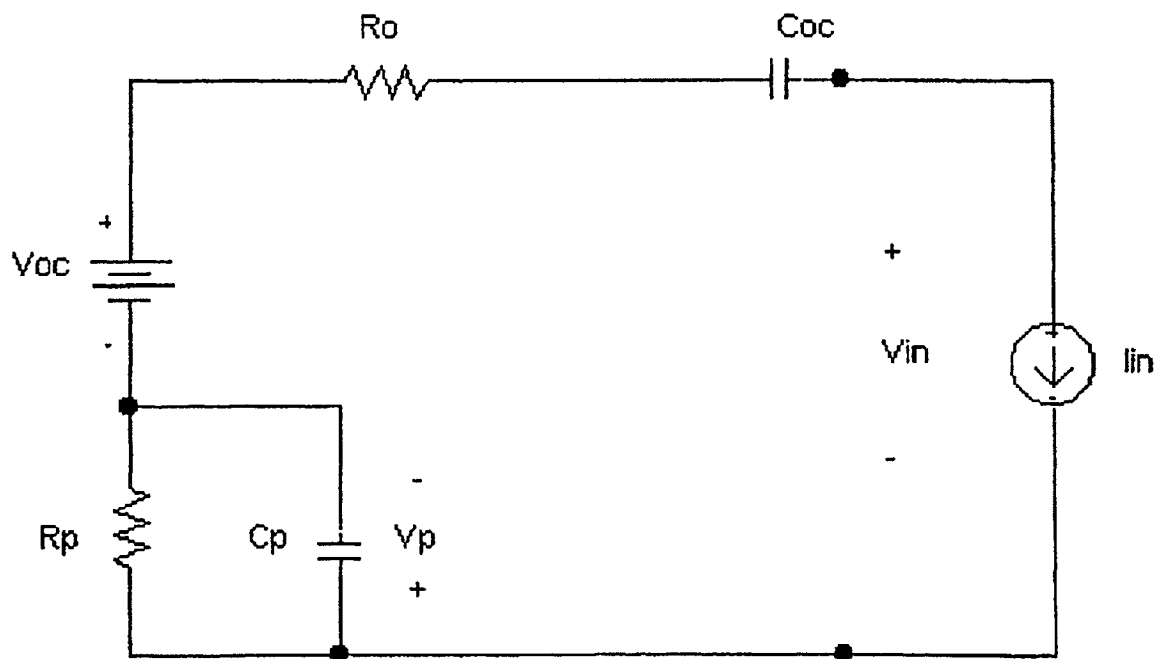 Ro
Coc
+
Voc
-
+
Vin
-
+
-
Iin
Rp
Cp
-
Vp
+